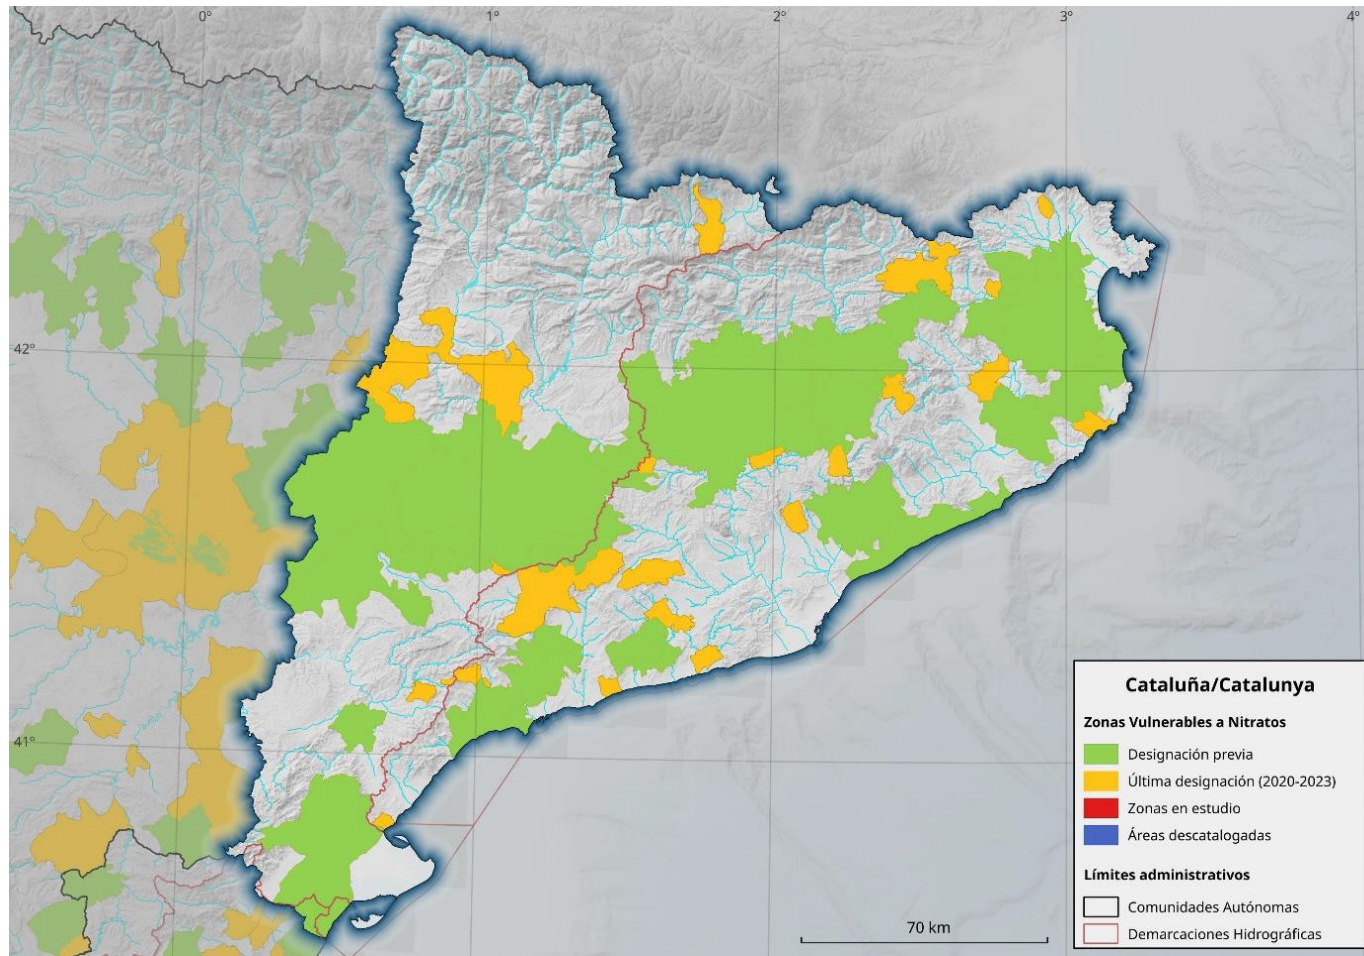 0° 1° 2° 3° 4°
42°
41°
Cataluña/Catalunya
Zonas Vulnerables a Nitratos
Designación previa
Última designación (2020-2023)
Zonas en estudio
Áreas descatalogadas
Límites administrativos
Comunidades Autónomas
Demarcaciones Hidrográficas
70 km